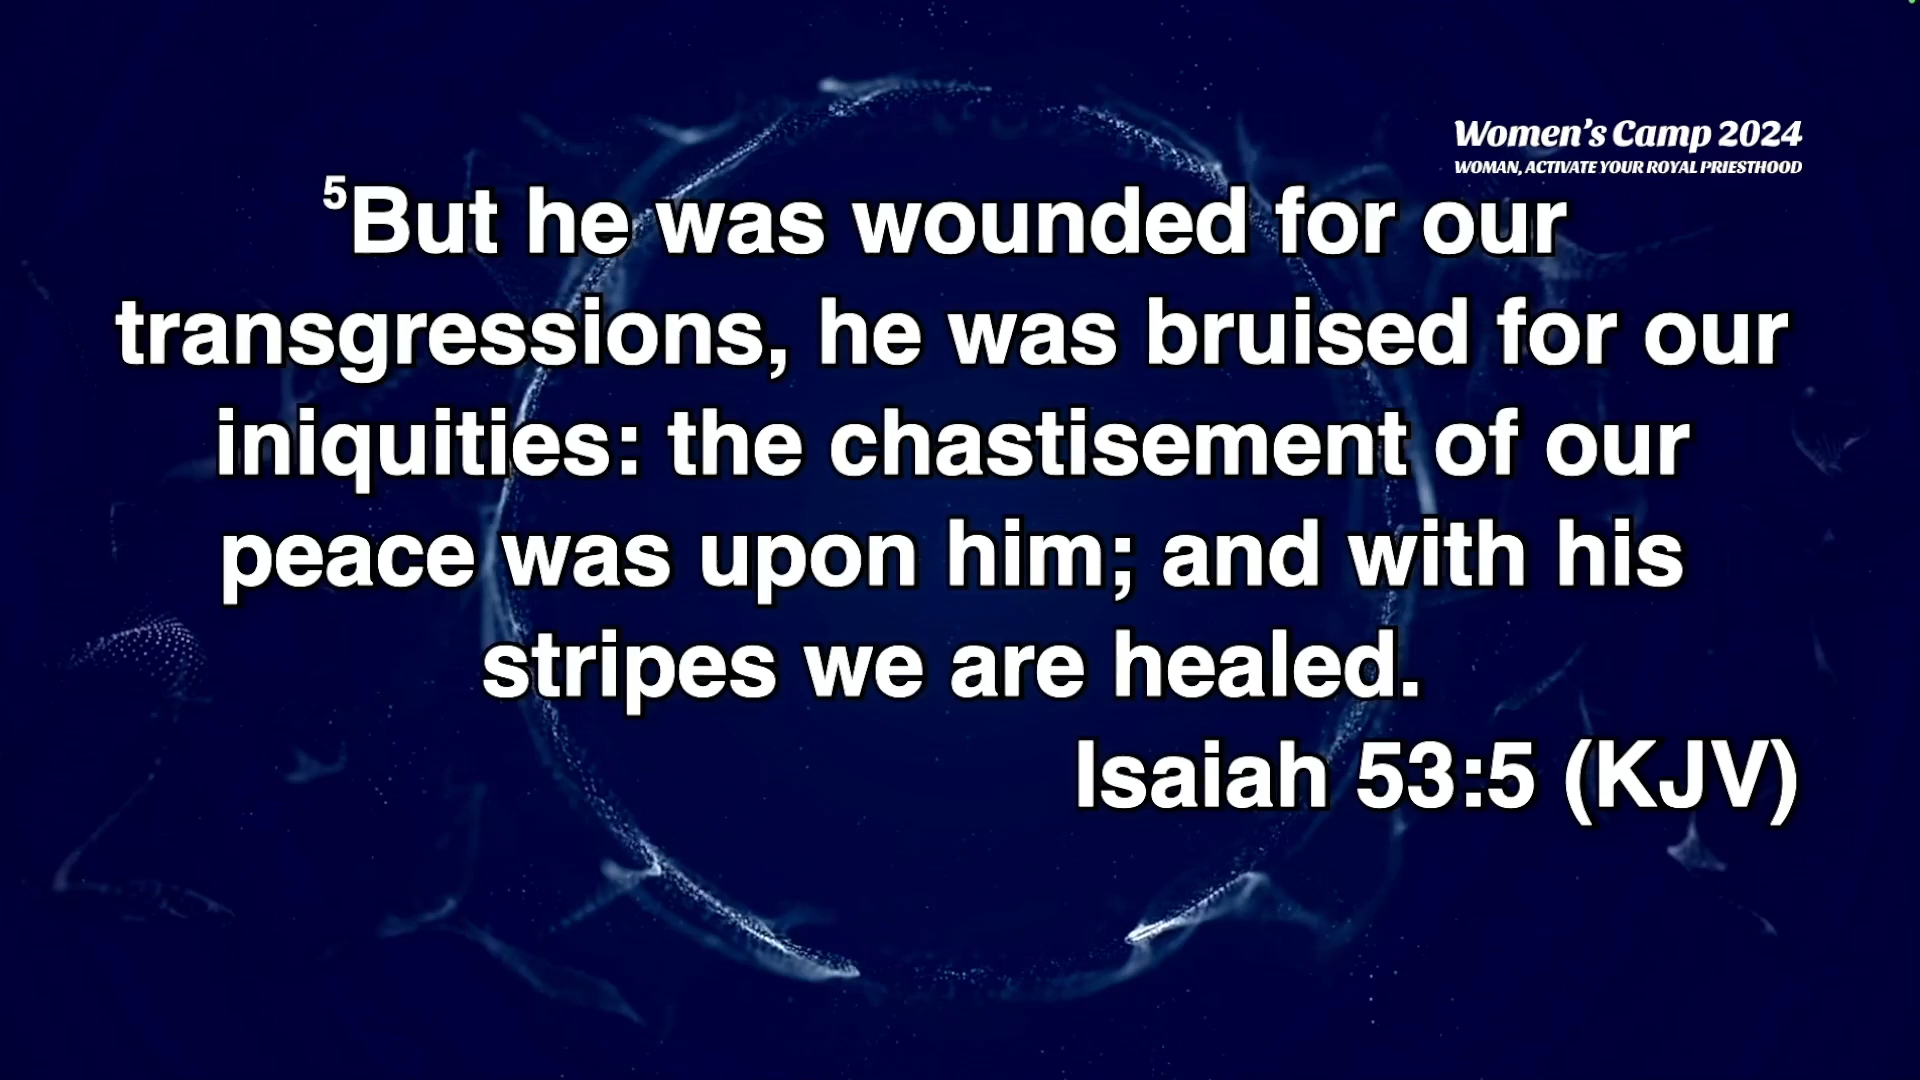 Women's Camp 2024
WOMAN, ACTIVATE YOUR ROYAL PRIESTHOOD
5But he was wounded for our
transgressions, he was bruised for our
iniquities: the chastisement of our
peace was upon him; and with his
stripes we are healed.
Isaiah 53:5 (KJV)